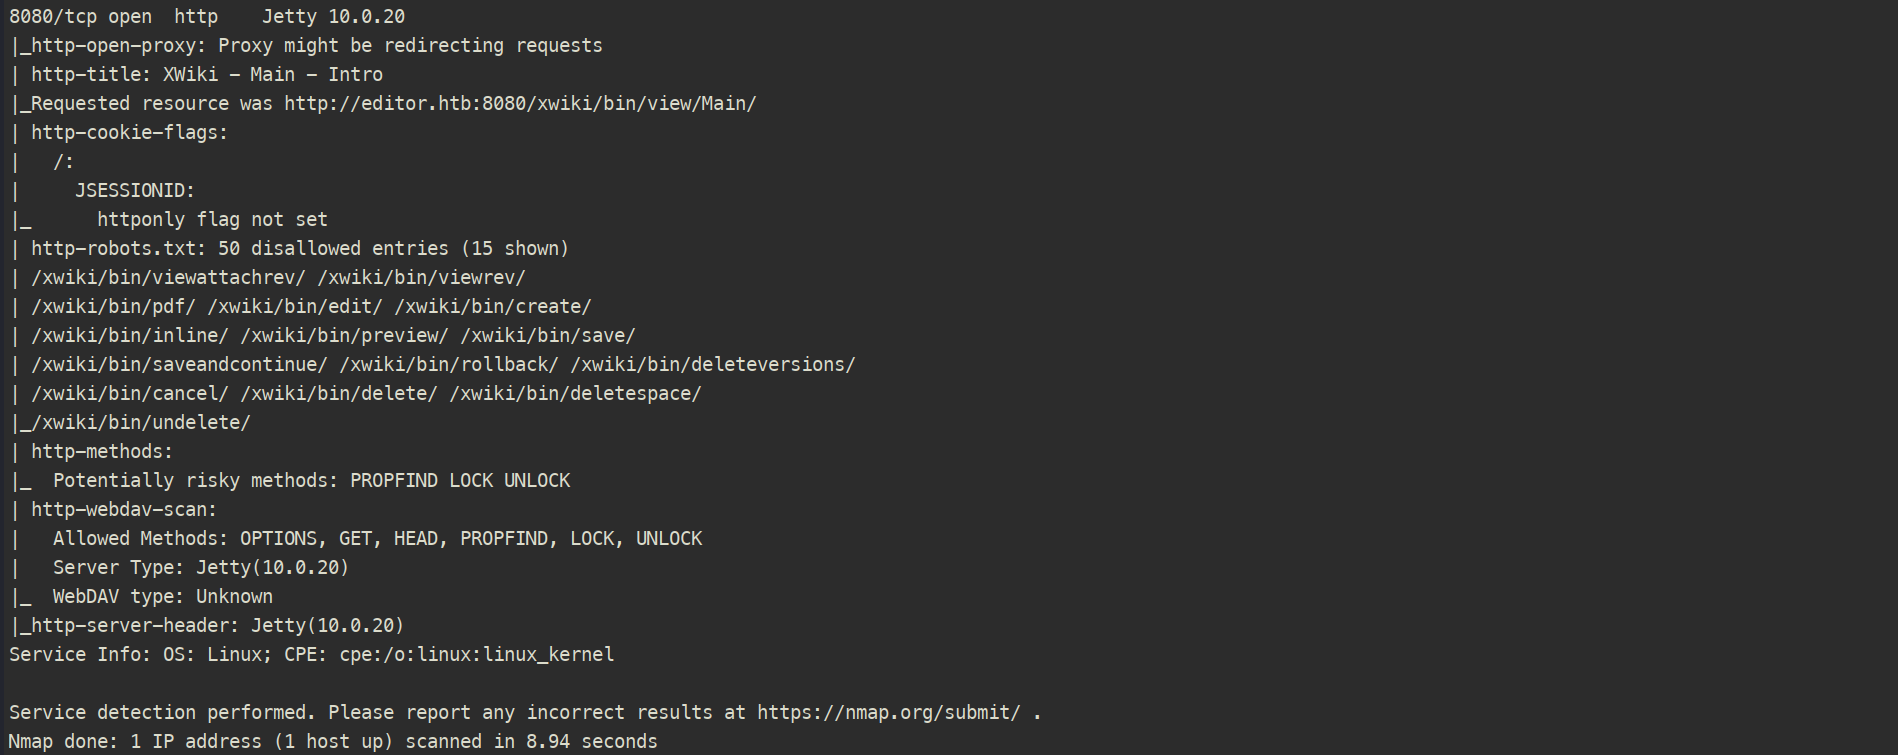 8080/tcp open  http    Jetty 10.0.20
|_http-open-proxy: Proxy might be redirecting requests
| http-title: XWiki - Main - Intro
|_Requested resource was http://editor.htb:8080/xwiki/bin/view/Main/
| http-cookie-flags:
|   /:
|     JSESSIONID:
|_      httponly flag not set
| http-robots.txt: 50 disallowed entries (15 shown)
| /xwiki/bin/viewattachrev/ /xwiki/bin/viewrev/
| /xwiki/bin/pdf/ /xwiki/bin/edit/ /xwiki/bin/create/
| /xwiki/bin/inline/ /xwiki/bin/preview/ /xwiki/bin/save/
| /xwiki/bin/saveandcontinue/ /xwiki/bin/rollback/ /xwiki/bin/deleteversions/
| /xwiki/bin/cancel/ /xwiki/bin/delete/ /xwiki/bin/deletespace/
|_/xwiki/bin/undelete/
| http-methods:
|_  Potentially risky methods: PROPFIND LOCK UNLOCK
| http-webdav-scan:
|   Allowed Methods: OPTIONS, GET, HEAD, PROPFIND, LOCK, UNLOCK
|   Server Type: Jetty(10.0.20)
|_  WebDAV type: Unknown
|_http-server-header: Jetty(10.0.20)
Service Info: OS: Linux; CPE: cpe:/o:linux:linux_kernel

Service detection performed. Please report any incorrect results at https://nmap.org/submit/ .
Nmap done: 1 IP address (1 host up) scanned in 8.94 seconds